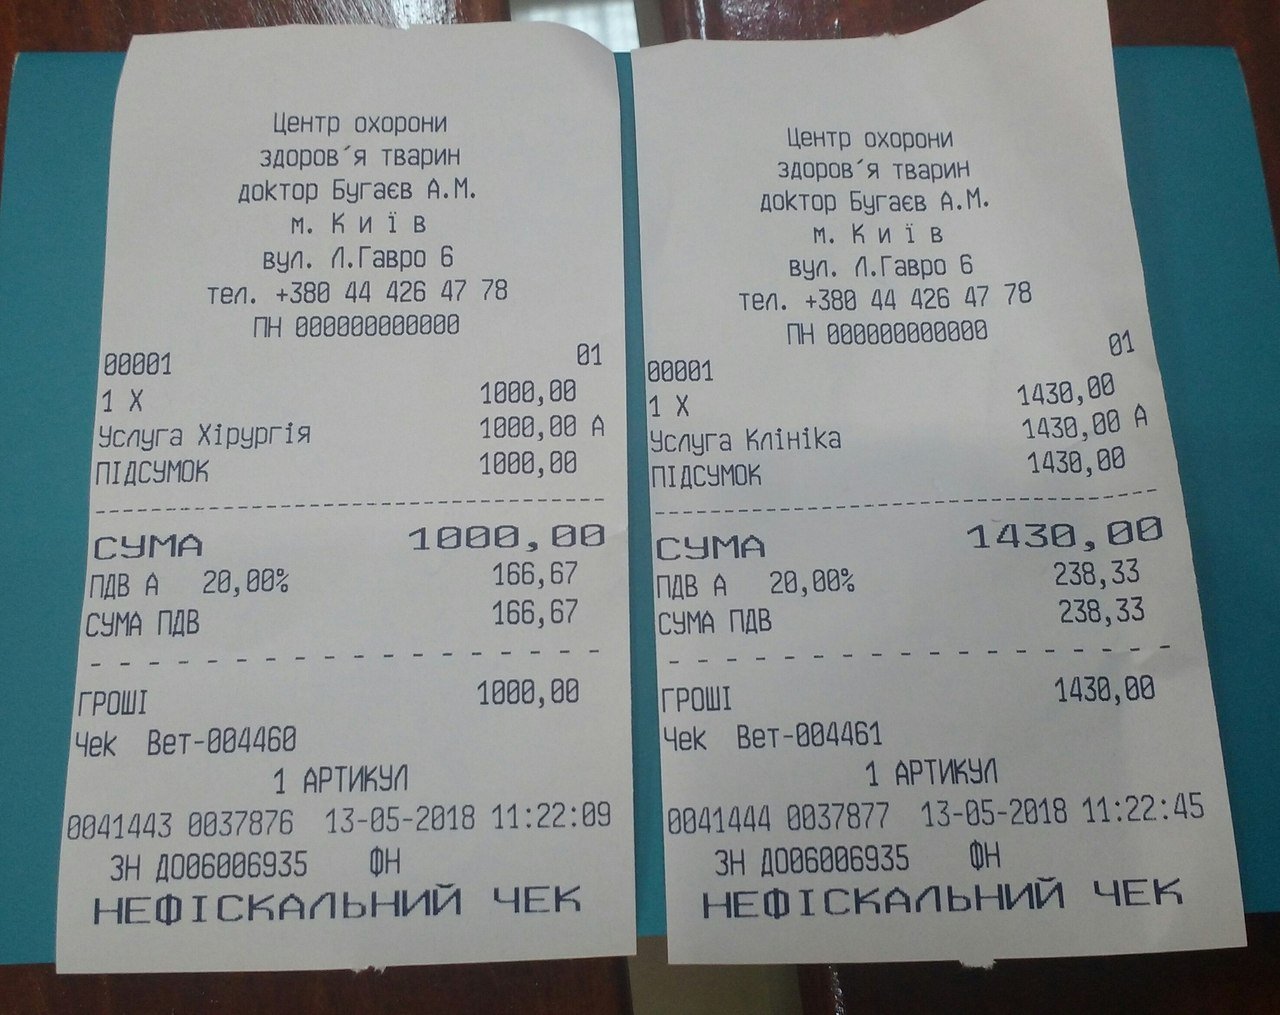 Центр охорони
здоров´я тварин
доктор Бугаєв А.М.
м. К и ї в
вул. Л.Гавро 6
тел. +380 44 426 47 78
ПН 000000000000
00001 01
1 X 1000,00
Услуга Хірургія 1000,00 А
ПІДСУМОК 1000,00
СУМА 1000,00
ПДВ А 20,00% 166,67
СУМА ПДВ 166,67
ГРОШІ 1000,00
Чек Вет-004460
1 АРТИКУЛ
0041443 0037876 13-05-2018 11:22:09
ЗН ДО06006935 ФН
НЕФІСКАЛЬНИЙ ЧЕК
Центр охорони
здоров´я тварин
доктор Бугаєв А.М.
м. К и ї в
вул. Л.Гавро 6
тел. +380 44 426 47 78
ПН 000000000000
00001 01
1 X 1430,00
Услуга Клініка 1430,00 А
ПІДСУМОК 1430,00
СУМА 1430,00
ПДВ А 20,00% 238,33
СУМА ПДВ 238,33
ГРОШІ 1430,00
Чек Вет-004461
1 АРТИКУЛ
0041444 0037877 13-05-2018 11:22:45
ЗН ДО06006935 ФН
НЕФІСКАЛЬНИЙ ЧЕК